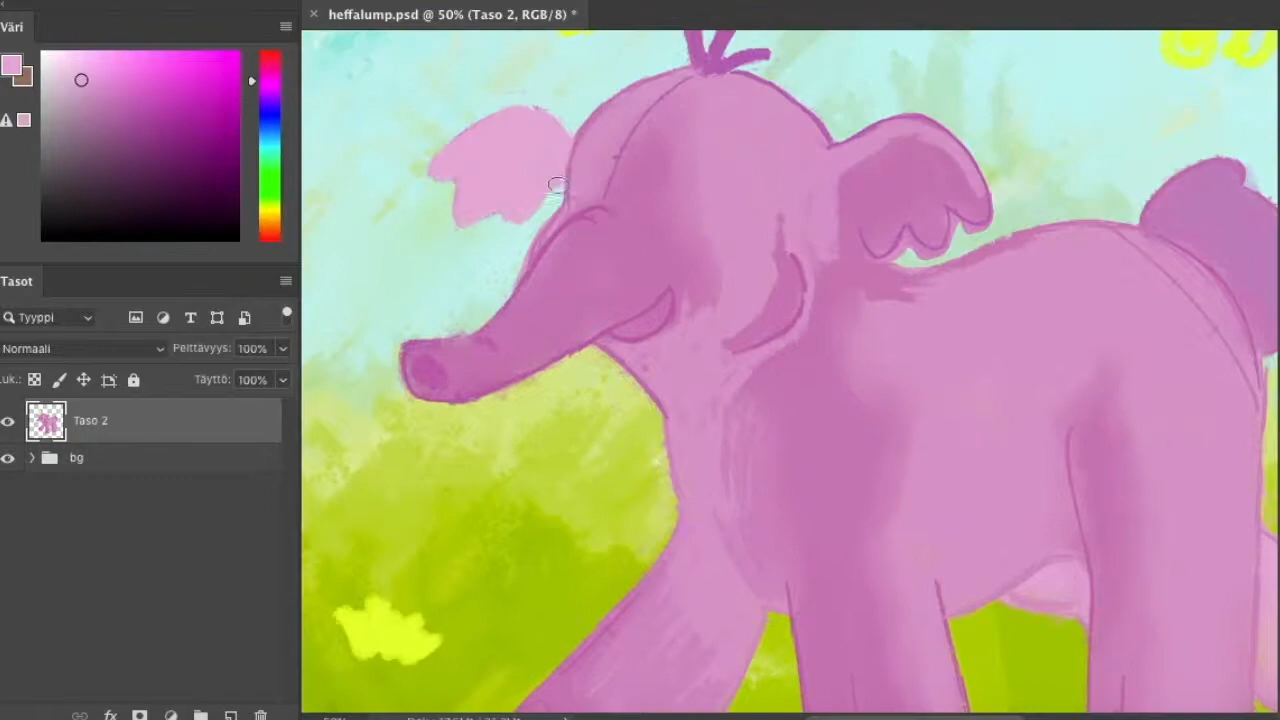 Väri
heffalump.psd @ 50% (Taso 2, RGB/8) *
Tasot
Tyyppi
Normaali
Peittävyys: 100%
Luk.:
Täyttö: 100%
Taso 2
bg
fx